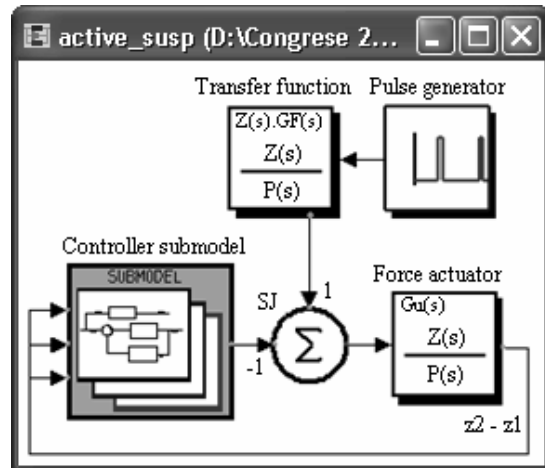 active_susp (D:\Congrese 2...
Transfer function Pulse generator
Z(s).GF(s)
Z(s)
P(s)
Controller submodel
SUBMODEL
SJ
1
-1
Σ
Force actuator
Gu(s)
Z(s)
P(s)
z2 - z1